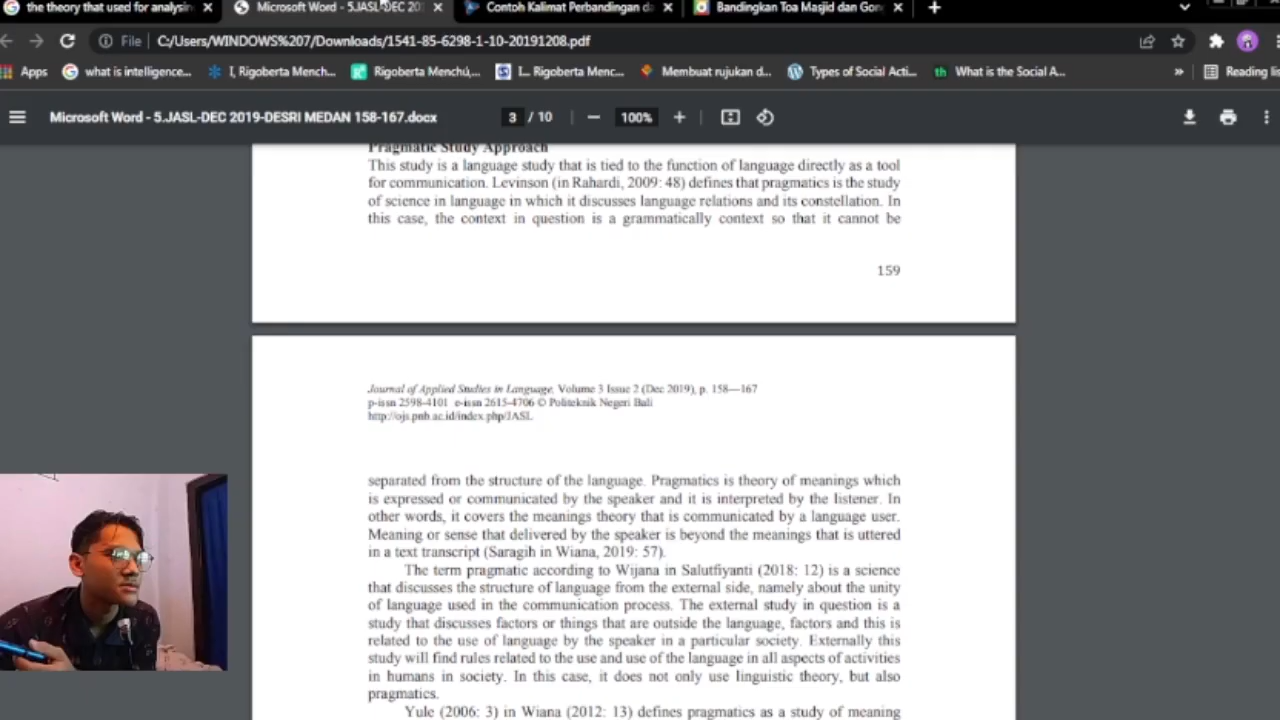 the theory that used for analysin
Microsoft Word - 5.JASL-DEC 20
Contoh Kalimat Perbandingan d
Bandingkan Toa Masjid dan Gon
File
C:/Users/WINDOWS%207/Downloads/1541-85-6298-1-10-20191208.pdf
Apps
what is intelligence...
I, Rigoberta Mench...
Rigoberta Menchú,...
I... Rigoberta Menc...
Membuat rujukan d...
Types of Social Acti...
th What is the Social A...
»
Reading lis
Microsoft Word - 5.JASL-DEC 2019-DESRI MEDAN 158-167.docx
3 / 10
100%
Pragmatic Study Approach
This study is a language study that is tied to the function of language directly as a tool
for communication. Levinson (in Rahardi, 2009: 48) defines that pragmatics is the study
of science in language in which it discusses language relations and its constellation. In
this case, the context in question is a grammatically context so that it cannot be
159
Journal of Applied Studies in Language, Volume 3 Issue 2 (Dec 2019), p. 158—167
p-issn 2598-4101 e-issn 2615-4706 © Politeknik Negeri Bali
http://ojs.pnb.ac.id/index.php/JASL
separated from the structure of the language. Pragmatics is theory of meanings which
is expressed or communicated by the speaker and it is interpreted by the listener. In
other words, it covers the meanings theory that is communicated by a language user.
Meaning or sense that delivered by the speaker is beyond the meanings that is uttered
in a text transcript (Saragih in Wiana, 2019: 57).
The term pragmatic according to Wijana in Salutfiyanti (2018: 12) is a science
that discusses the structure of language from the external side, namely about the unity
of language used in the communication process. The external study in question is a
study that discusses factors or things that are outside the language, factors and this is
related to the use of language by the speaker in a particular society. Externally this
study will find rules related to the use and use of the language in all aspects of activities
in humans in society. In this case, it does not only use linguistic theory, but also
pragmatics.
Yule (2006: 3) in Wiana (2012: 13) defines pragmatics as a study of meaning